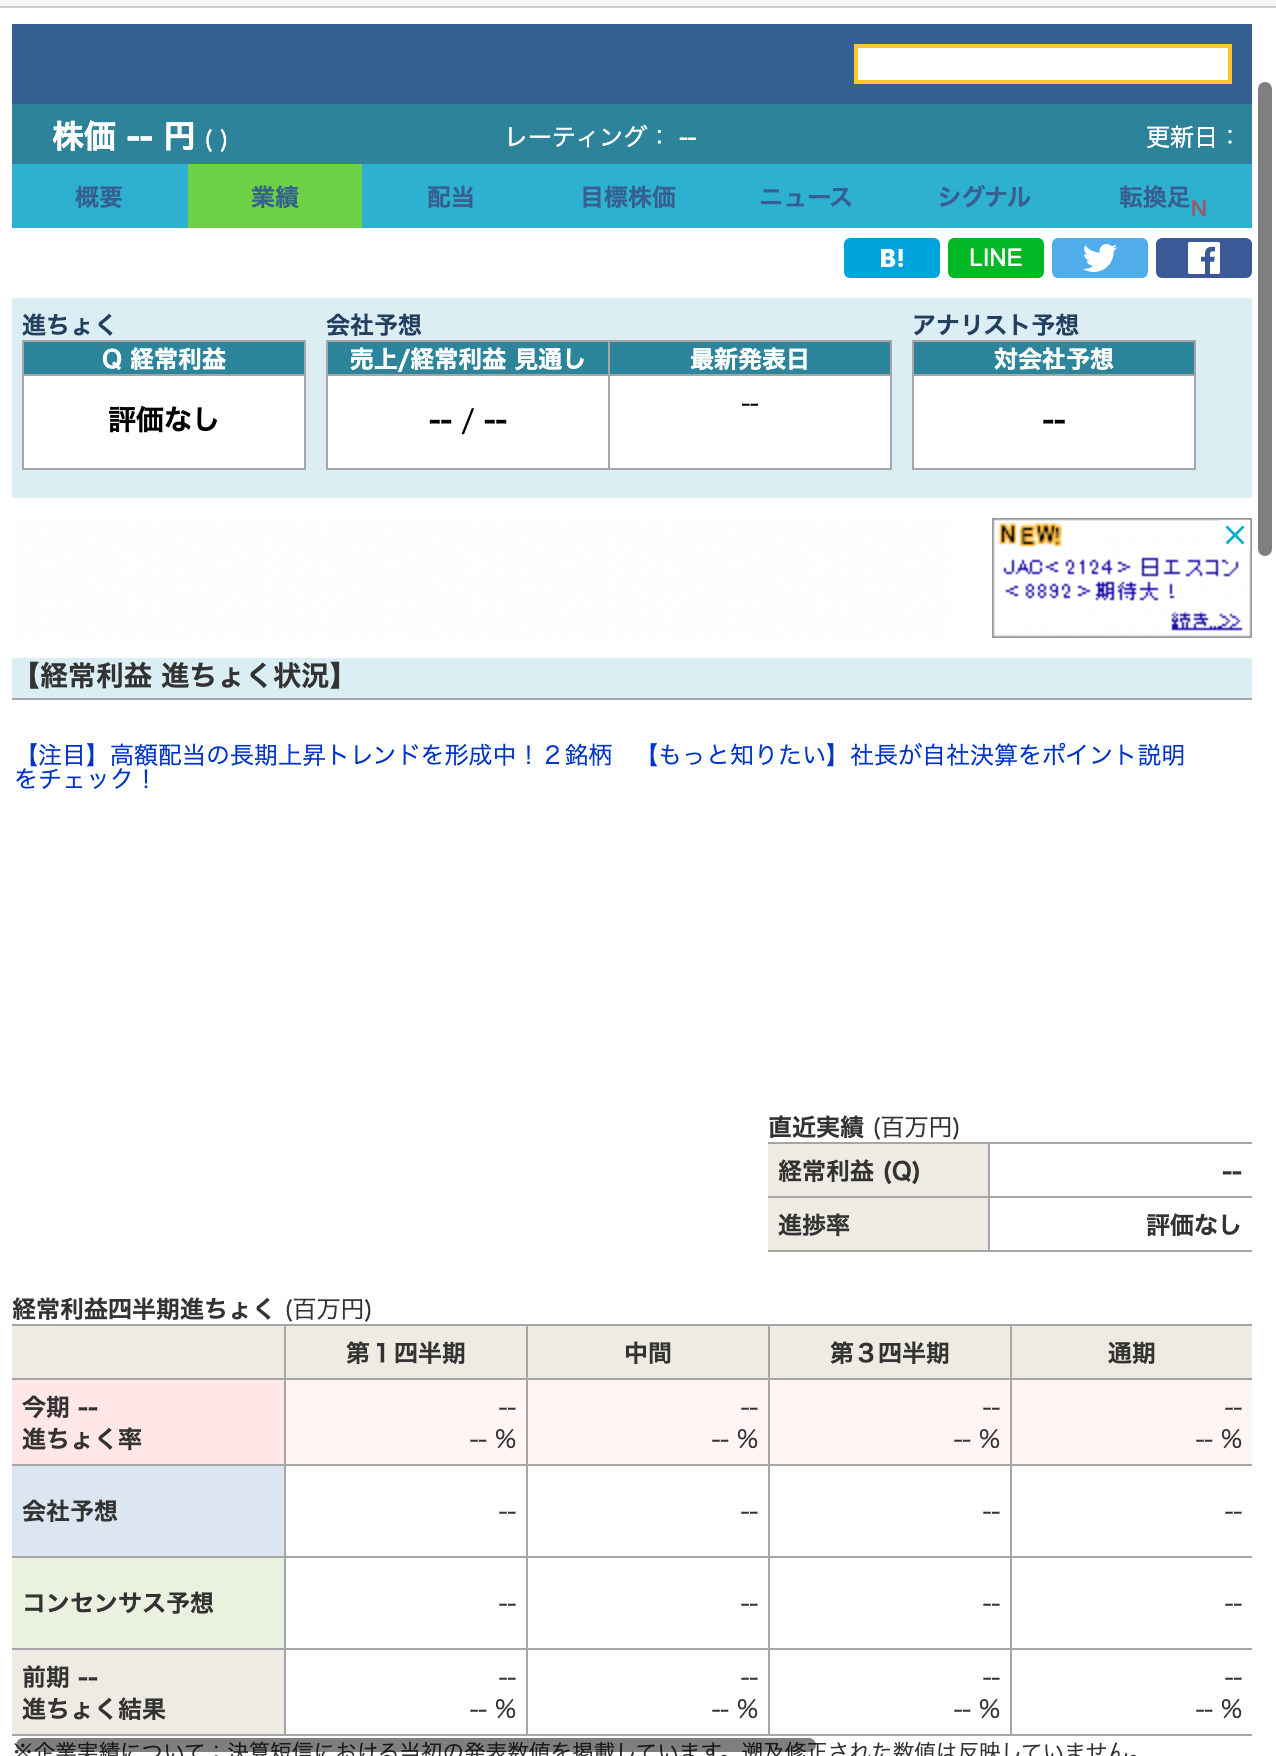 株価 -- 円 ( )
レーティング： --
更新日：
概要 業績 配当 目標株価 ニュース シグナル 転換足N
B! LINE
進ちょく
Q 経常利益
評価なし
会社予想
売上/経常利益 見通し 最新発表日
-- / -- --
アナリスト予想
対会社予想
--
NEW!
JAC<2124> 日エスコン
<8892>期待大！
続き..>>
【経常利益 進ちょく状況】
【注目】高額配当の長期上昇トレンドを形成中！２銘柄 【もっと知りたい】社長が自社決算をポイント説明
をチェック！
直近実績 (百万円)
経常利益 (Q) --
進捗率 評価なし
経常利益四半期進ちょく (百万円)
第１四半期 中間 第３四半期 通期
今期 -- -- -- -- --
進ちょく率 -- % -- % -- % -- %
会社予想 -- -- -- --
コンセンサス予想 -- -- -- --
前期 -- -- -- -- --
進ちょく結果 -- % -- % -- % -- %
※企業実績について：決算短信における当初の発表数値を掲載しています。遡及修正された数値は反映していません。